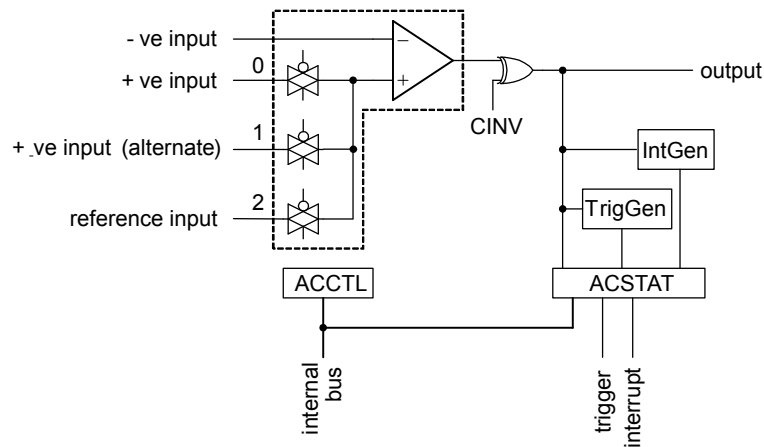 - ve input
0
+ ve input
−
+
output
CINV
1
+ ve input (alternate)
IntGen
2
reference input
TrigGen
ACCTL
ACSTAT
internal
bus
trigger
interrupt